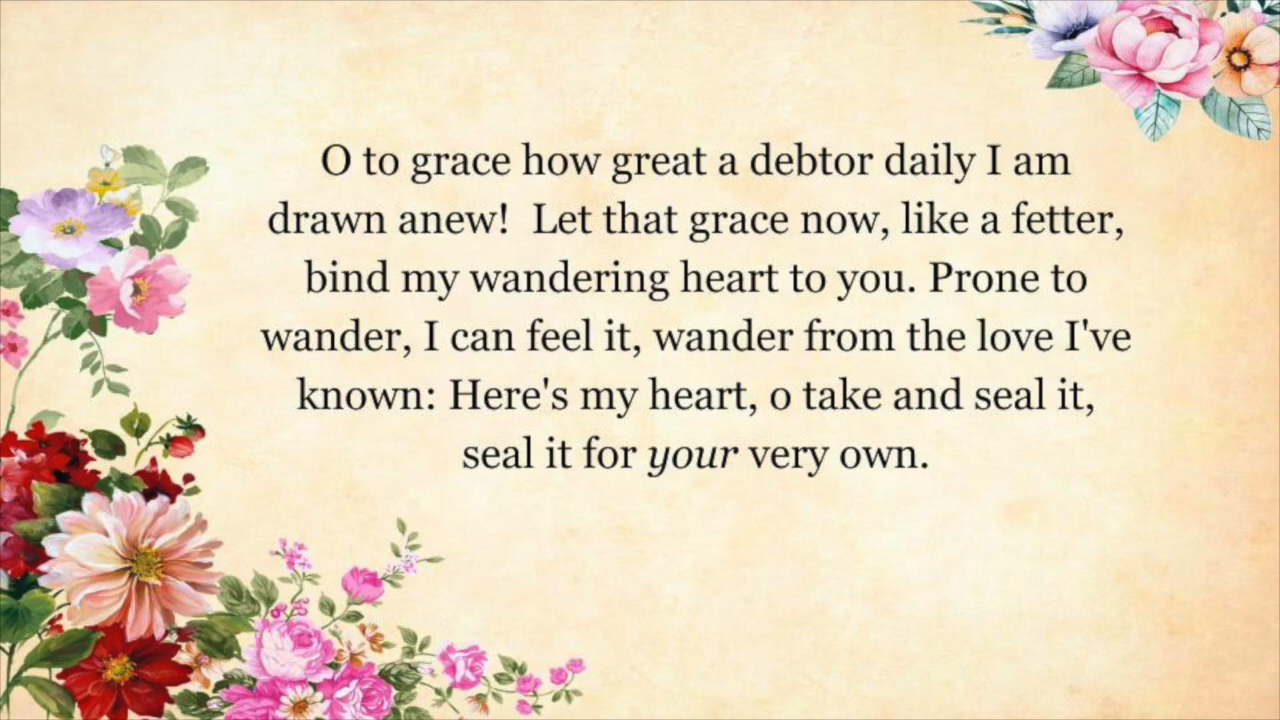 O to grace how great a debtor daily I am
drawn anew!  Let that grace now, like a fetter,
bind my wandering heart to you. Prone to
wander, I can feel it, wander from the love I've
known: Here's my heart, o take and seal it,
seal it for your very own.